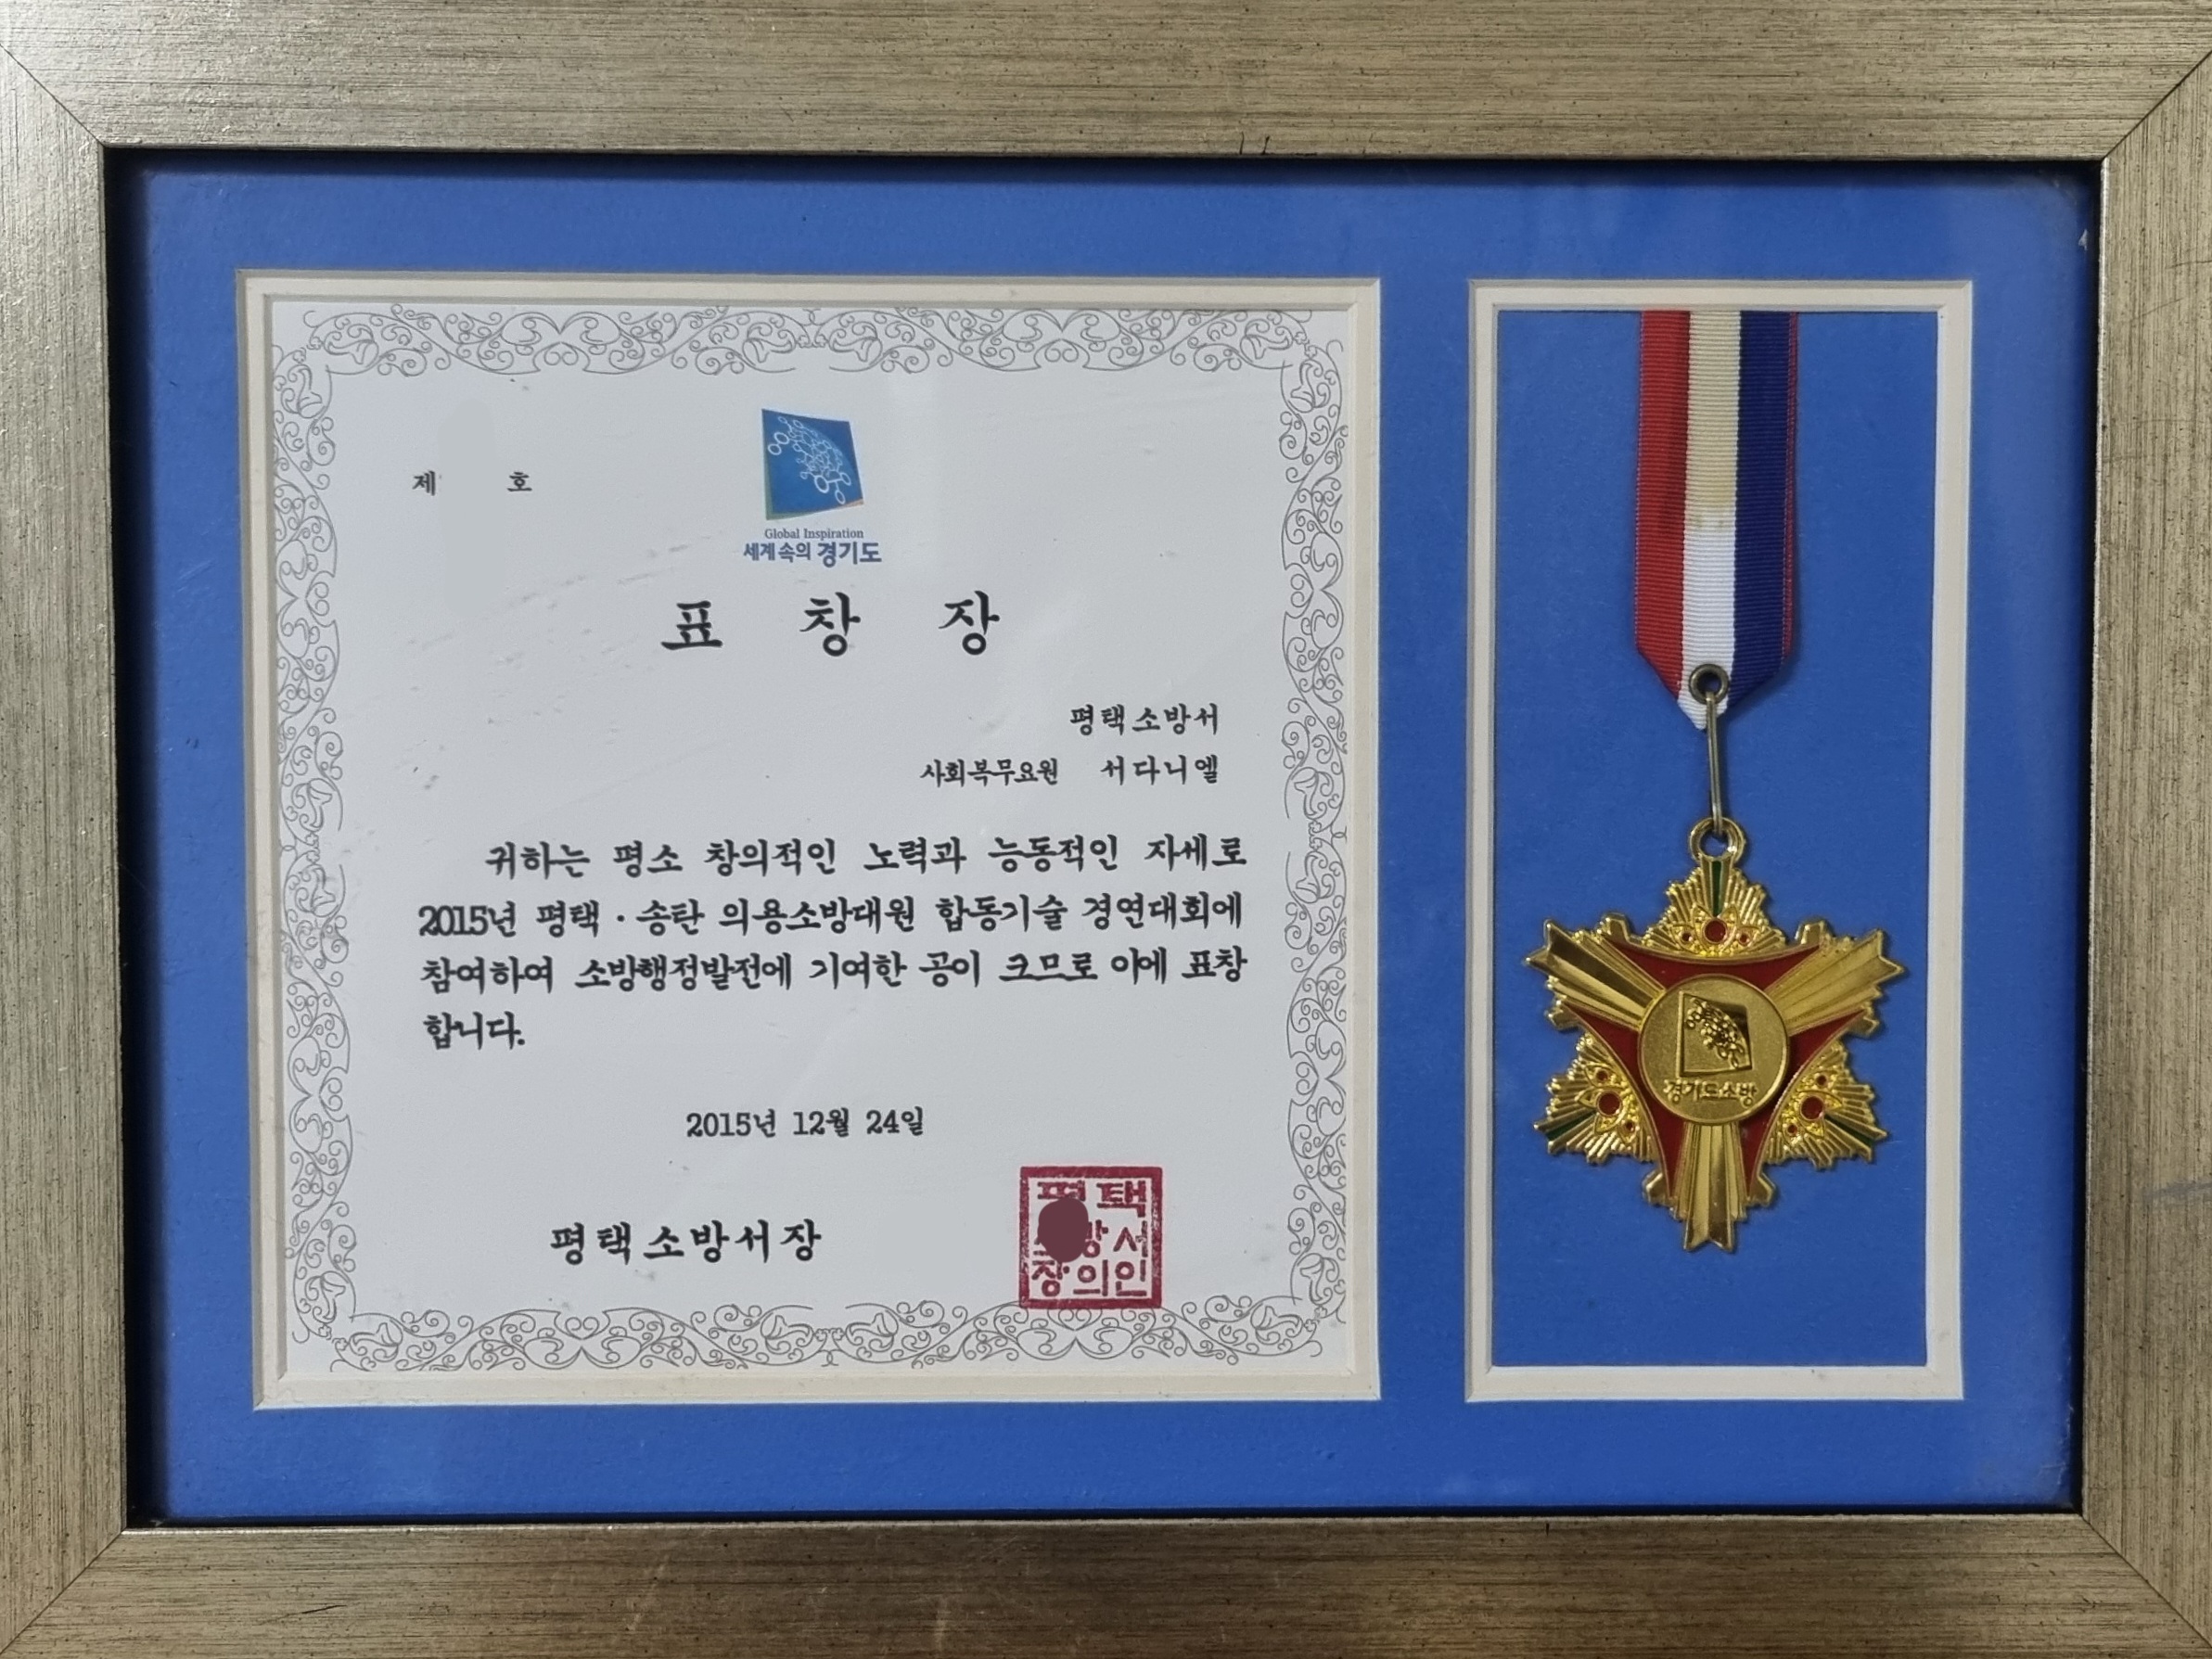 제 호
Global Inspiration
세계 속의 경기도
표 창 장
평택소방서
사회복무요원 서다니엘
귀하는 평소 창의적인 노력과 능동적인 자세로
2015년 평택 · 송탄 의용소방대원 합동기술 경연대회에
참여하여 소방행정발전에 기여한 공이 크므로 이에 표창
합니다.
2015년 12월 24일
평택소방서장
평택
방서
장의인
경기도소방